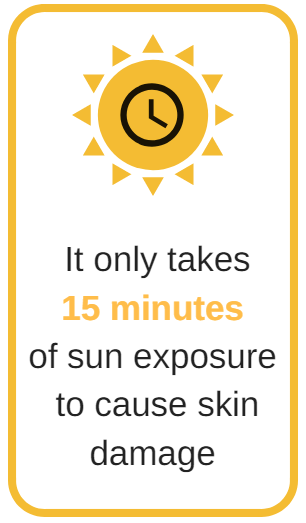 It only takes
15 minutes
of sun exposure
to cause skin
damage